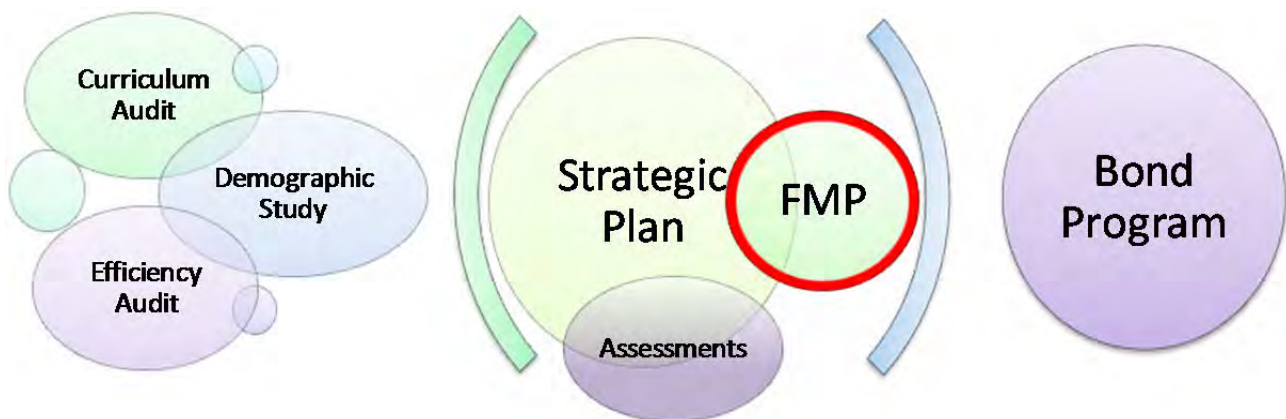 Curriculum
Audit
Demographic
Study
Efficiency
Audit
Strategic
Plan
FMP
Assessments
Bond
Program